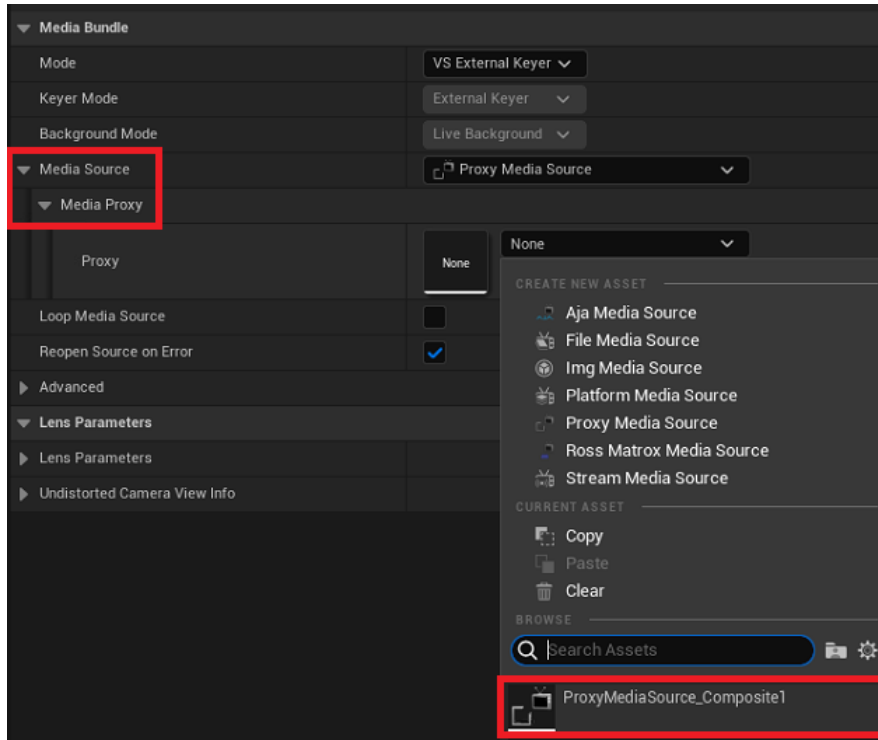 Media Bundle
Mode
VS External Keyer
Keyer Mode
External Keyer
Background Mode
Live Background
Media Source
Proxy Media Source
Media Proxy
Proxy
None
None
CREATE NEW ASSET
Aja Media Source
File Media Source
Img Media Source
Platform Media Source
Proxy Media Source
Ross Matrox Media Source
Stream Media Source
CURRENT ASSET
Copy
Paste
Clear
BROWSE
Search Assets
ProxyMediaSource_Composite1
Loop Media Source
Reopen Source on Error
Advanced
Lens Parameters
Lens Parameters
Undistorted Camera View Info